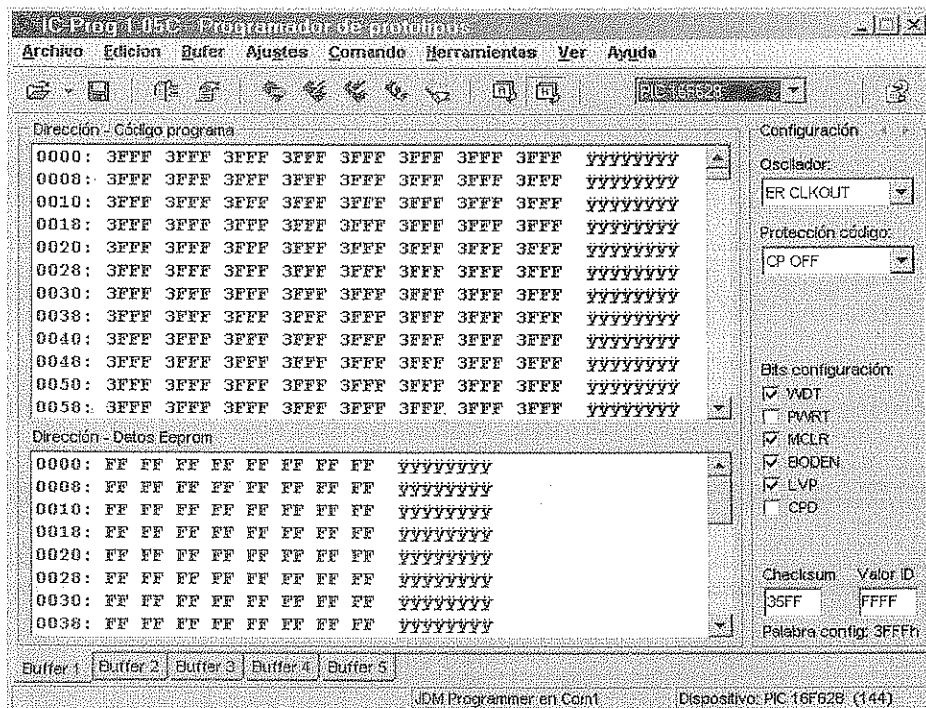 IC-Prog 1.05C - Programador de prototipos
Archivo Edicion Bufer Ajustes Comando Herramientas Ver Ayuda
PIC 16F628
Dirección - Código programa
0000: 3FFF 3FFF 3FFF 3FFF 3FFF 3FFF 3FFF 3FFF ÿÿÿÿÿÿÿÿ
0008: 3FFF 3FFF 3FFF 3FFF 3FFF 3FFF 3FFF 3FFF ÿÿÿÿÿÿÿÿ
0010: 3FFF 3FFF 3FFF 3FFF 3FFF 3FFF 3FFF 3FFF ÿÿÿÿÿÿÿÿ
0018: 3FFF 3FFF 3FFF 3FFF 3FFF 3FFF 3FFF 3FFF ÿÿÿÿÿÿÿÿ
0020: 3FFF 3FFF 3FFF 3FFF 3FFF 3FFF 3FFF 3FFF ÿÿÿÿÿÿÿÿ
0028: 3FFF 3FFF 3FFF 3FFF 3FFF 3FFF 3FFF 3FFF ÿÿÿÿÿÿÿÿ
0030: 3FFF 3FFF 3FFF 3FFF 3FFF 3FFF 3FFF 3FFF ÿÿÿÿÿÿÿÿ
0038: 3FFF 3FFF 3FFF 3FFF 3FFF 3FFF 3FFF 3FFF ÿÿÿÿÿÿÿÿ
0040: 3FFF 3FFF 3FFF 3FFF 3FFF 3FFF 3FFF 3FFF ÿÿÿÿÿÿÿÿ
0048: 3FFF 3FFF 3FFF 3FFF 3FFF 3FFF 3FFF 3FFF ÿÿÿÿÿÿÿÿ
0050: 3FFF 3FFF 3FFF 3FFF 3FFF 3FFF 3FFF 3FFF ÿÿÿÿÿÿÿÿ
0058: 3FFF 3FFF 3FFF 3FFF 3FFF 3FFF 3FFF 3FFF ÿÿÿÿÿÿÿÿ
Dirección - Datos Eeprom
0000: FF FF FF FF FF FF FF FF ÿÿÿÿÿÿÿÿ
0008: FF FF FF FF FF FF FF FF ÿÿÿÿÿÿÿÿ
0010: FF FF FF FF FF FF FF FF ÿÿÿÿÿÿÿÿ
0018: FF FF FF FF FF FF FF FF ÿÿÿÿÿÿÿÿ
0020: FF FF FF FF FF FF FF FF ÿÿÿÿÿÿÿÿ
0028: FF FF FF FF FF FF FF FF ÿÿÿÿÿÿÿÿ
0030: FF FF FF FF FF FF FF FF ÿÿÿÿÿÿÿÿ
0038: FF FF FF FF FF FF FF FF ÿÿÿÿÿÿÿÿ
Configuración
Oscilador:
ER CLKOUT
Protección código:
CP OFF
Bits configuración:
WDT
PWRT
MCLR
BODEN
LVP
CPD
Checksum Valor ID
35FF FFFF
Palabra config: 3FFFh
Buffer 1 Buffer 2 Buffer 3 Buffer 4 Buffer 5
JDM Programmer en Com1 Dispositivo: PIC 16F628 (144)